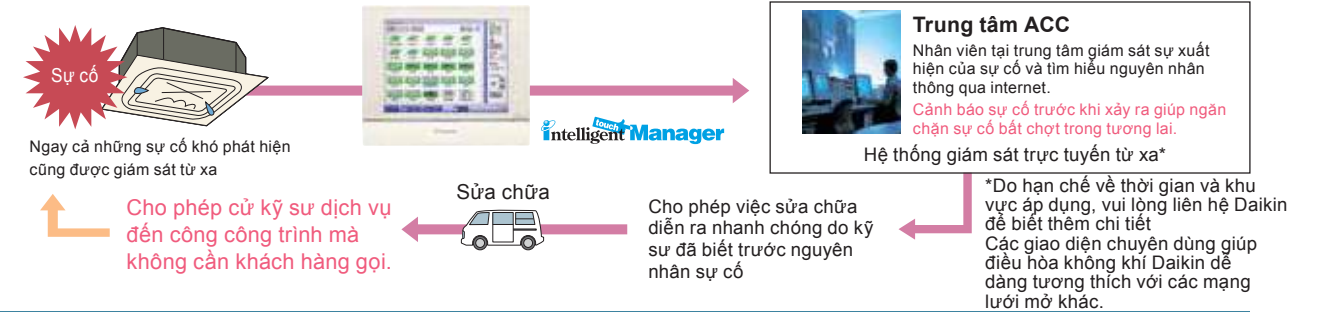 Sự cố
Ngay cả những sự cố khó phát hiện
cũng được giám sát từ xa
intelligent touch Manager
Trung tâm ACC
Nhân viên tại trung tâm giám sát sự xuất
hiện của sự cố và tìm hiểu nguyên nhân
thông qua internet.
Cảnh báo sự cố trước khi xảy ra giúp ngăn
chặn sự cố bất chợt trong tương lai.
Hệ thống giám sát trực tuyến từ xa*
*Do hạn chế về thời gian và khu
vực áp dụng, vui lòng liên hệ Daikin
để biết thêm chi tiết
Các giao diện chuyên dùng giúp
điều hòa không khí Daikin dễ
dàng tương thích với các mạng
lưới mở khác.
Cho phép việc sửa chữa
diễn ra nhanh chóng do kỹ
sư đã biết trước nguyên
nhân sự cố
Sửa chữa
Cho phép cử kỹ sư dịch vụ
đến công công trình mà
không cần khách hàng gọi.